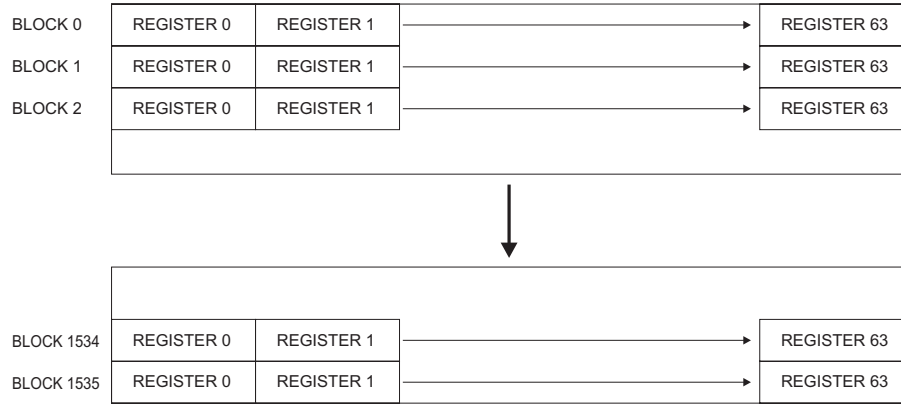 BLOCK 0 REGISTER 0 REGISTER 1 REGISTER 63
BLOCK 1 REGISTER 0 REGISTER 1 REGISTER 63
BLOCK 2 REGISTER 0 REGISTER 1 REGISTER 63
BLOCK 1534 REGISTER 0 REGISTER 1 REGISTER 63
BLOCK 1535 REGISTER 0 REGISTER 1 REGISTER 63